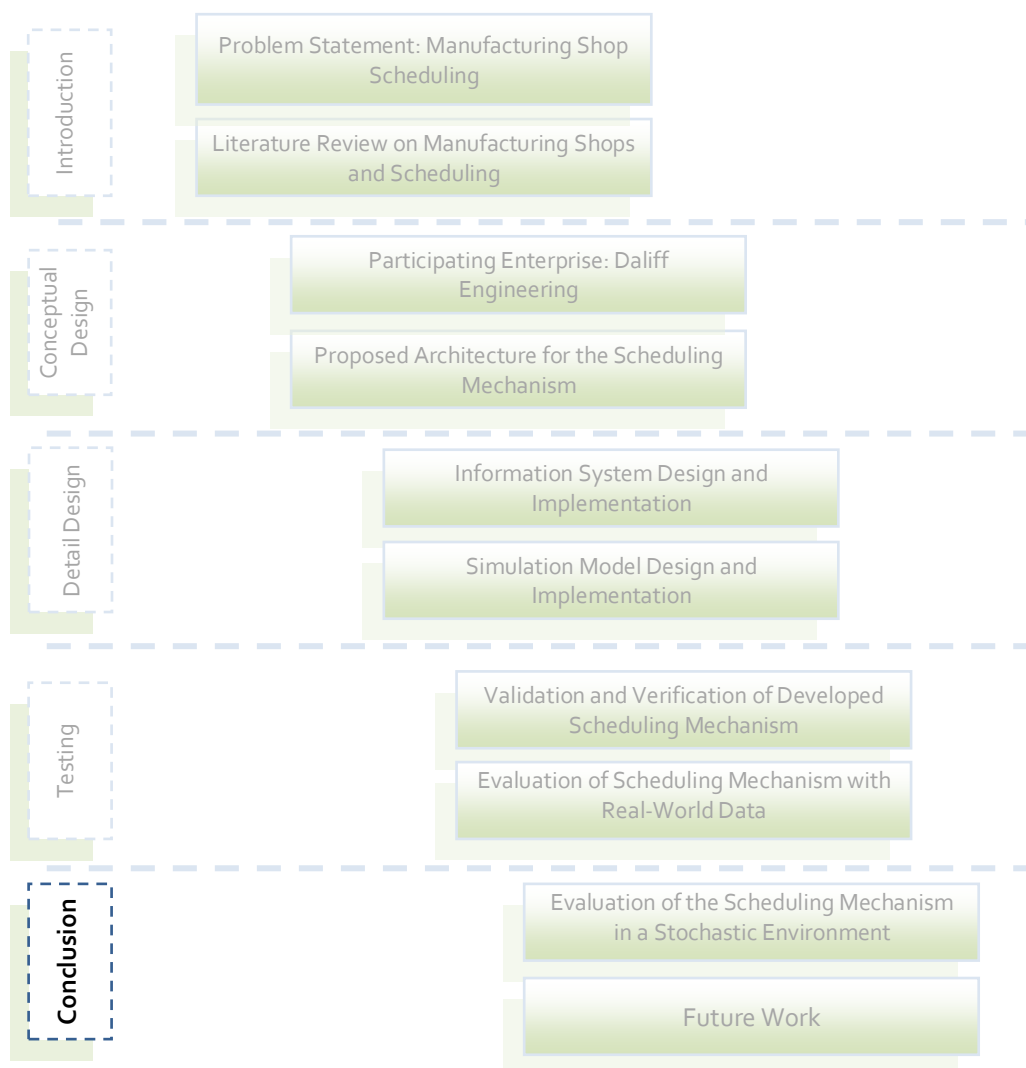 Introduction
Problem Statement: Manufacturing Shop
Scheduling
Literature Review on Manufacturing Shops
and Scheduling
Conceptual
Design
Participating Enterprise: Daliff
Engineering
Proposed Architecture for the Scheduling
Mechanism
Detail Design
Information System Design and
Implementation
Simulation Model Design and
Implementation
Testing
Validation and Verification of Developed
Scheduling Mechanism
Evaluation of Scheduling Mechanism with
Real-World Data
Conclusion
Evaluation of the Scheduling Mechanism
in a Stochastic Environment
Future Work